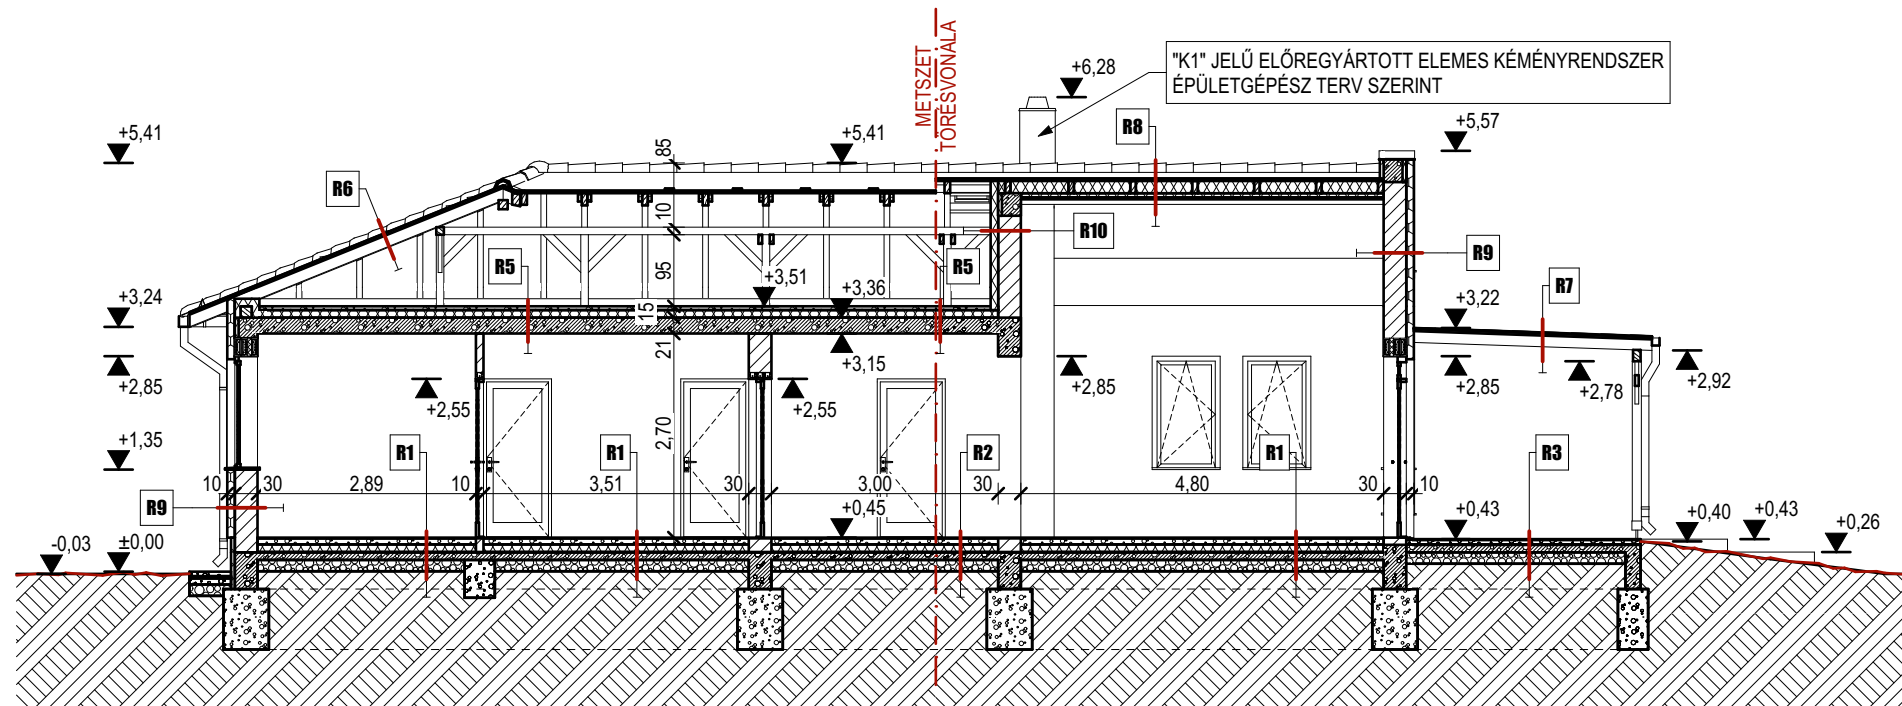 "K1" JELŰ ELŐREGYÁRTOTT ELEMES KÉMÉNYRENDSZER
ÉPÜLETGÉPÉSZ TERV SZERINT
METSZET
TÖRÉSVONALA
+6,28
+5,41
+5,41
+5,57
85
R8
R6
10
R10
R5
R5
R9
95
+3,51
+3,36
R7
+3,24
+3,22
15
21
+3,15
+2,85
+2,85
+2,85
+2,78
+2,92
+2,55
+2,55
2,70
+1,35
R1
R1
R2
R1
R3
10
30
2,89
10
3,51
30
3,00
30
4,80
30
10
R9
+0,45
+0,43
+0,40
+0,43
+0,26
-0,03
±0,00